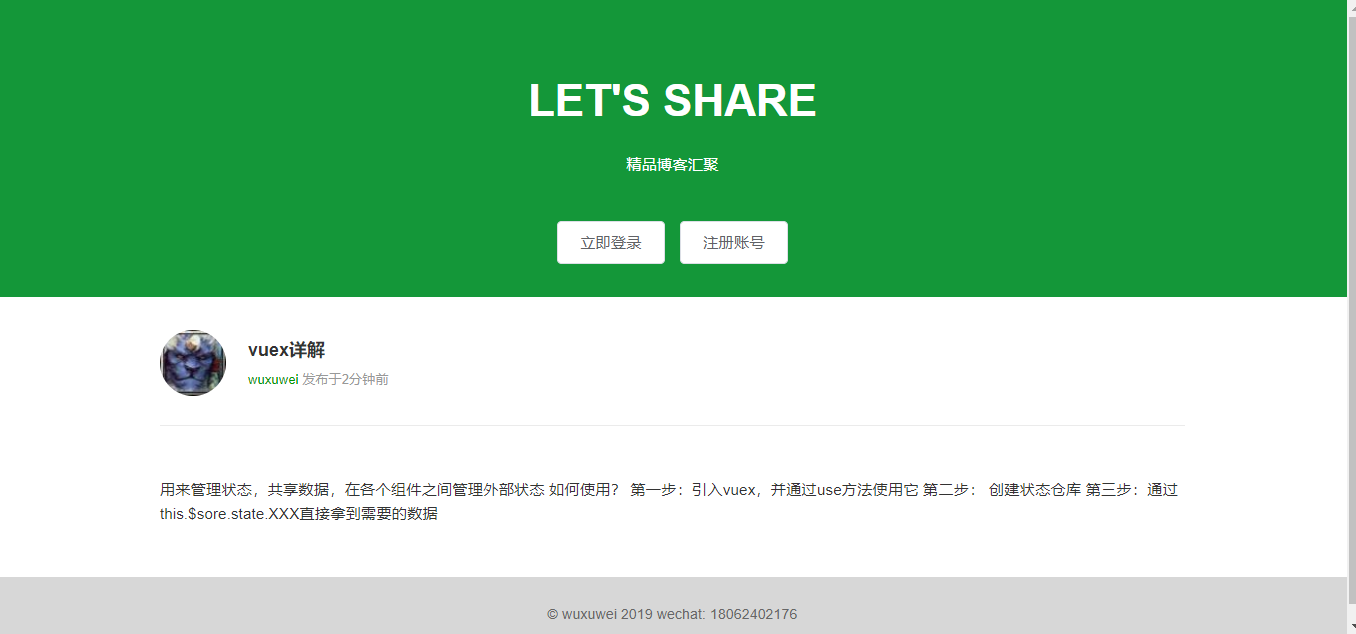 LET'S SHARE
精品博客汇聚
立即登录 注册账号
vuex详解
wuxuwei 发布于2分钟前
用来管理状态，共享数据，在各个组件之间管理外部状态 如何使用？ 第一步：引入vuex，并通过use方法使用它 第二步： 创建状态仓库 第三步：通过
this.$sore.state.XXX直接拿到需要的数据
© wuxuwei 2019 wechat: 18062402176